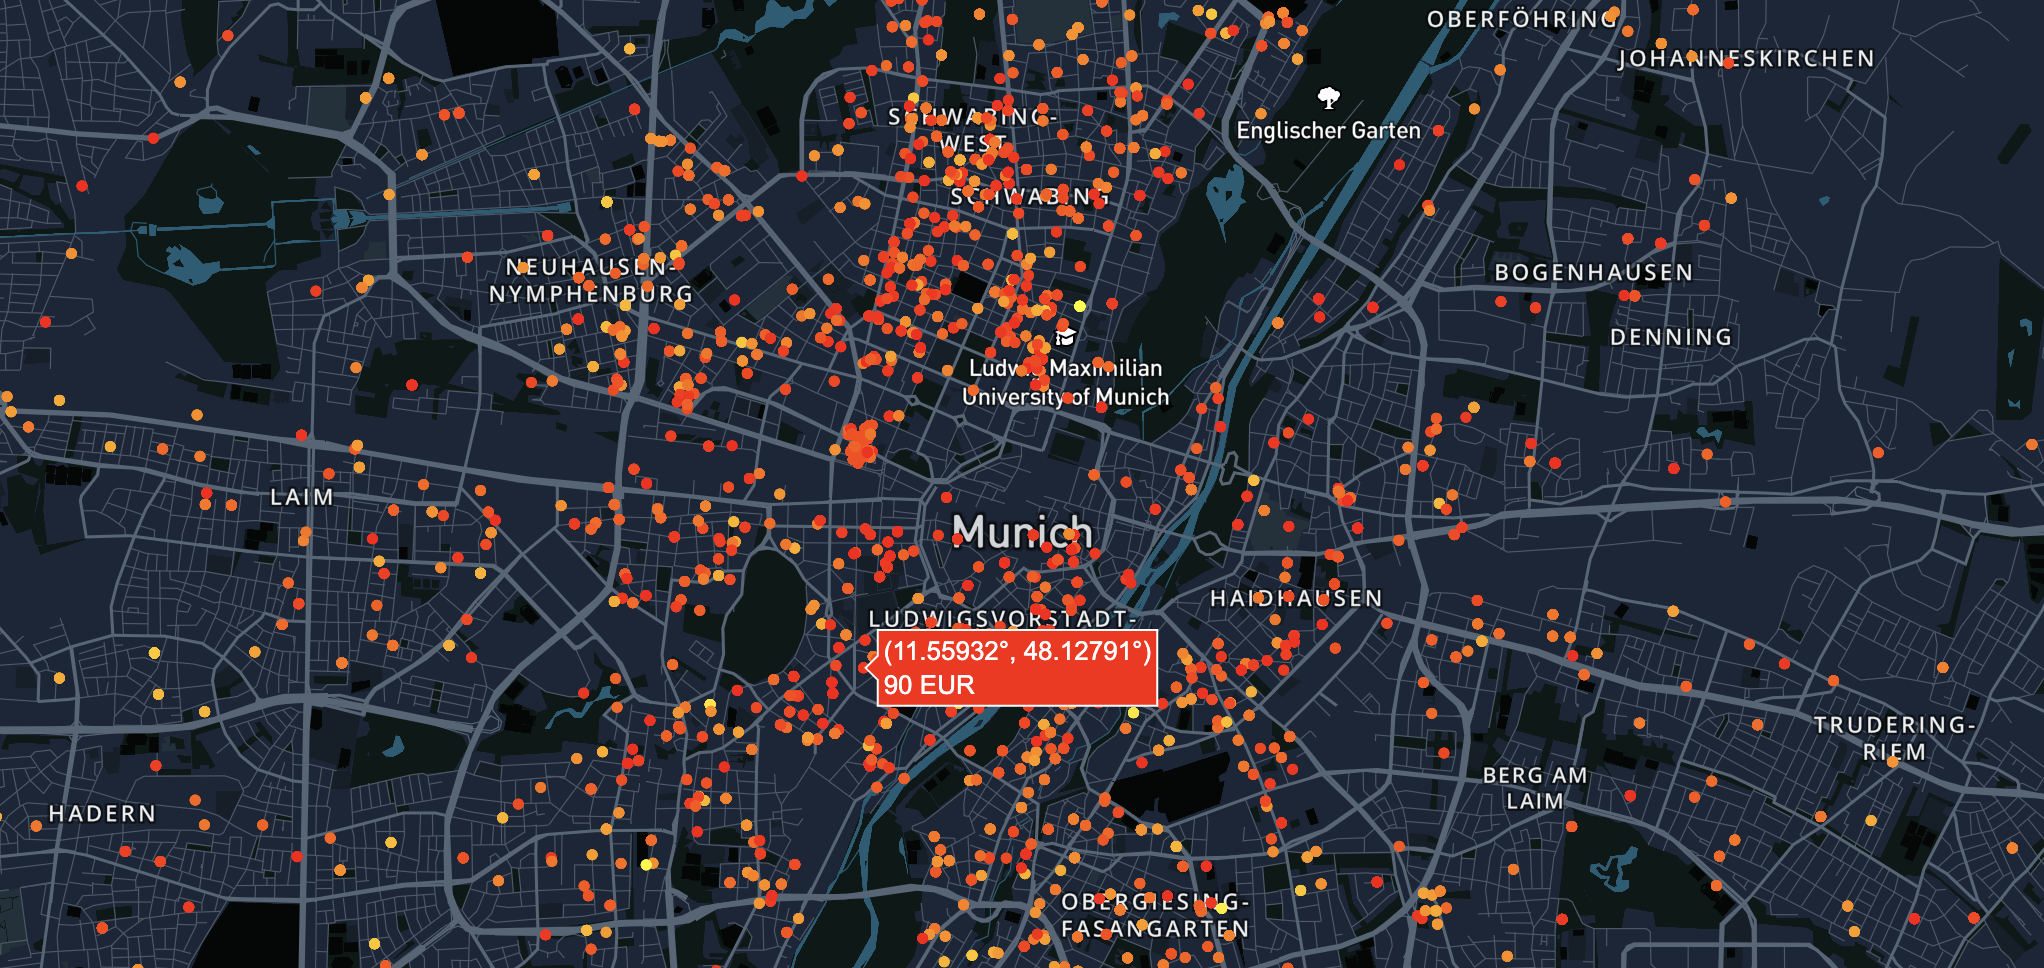 OBERFÖHRING
JOHANNESKIRCHEN
SCHWABING-
WEST
Englischer Garten
SCHWABING
NEUHAUSEN-
NYMPHENBURG
BOGENHAUSEN
DENNING
Ludwig Maximilian
University of Munich
LAIM
Munich
HAIDHAUSEN
LUDWIGSVORSTADT-
(11.55932°, 48.12791°)
90 EUR
TRUDERING-
RIEM
BERG AM
LAIM
HADERN
OBERGIESING-
FASANGARTEN